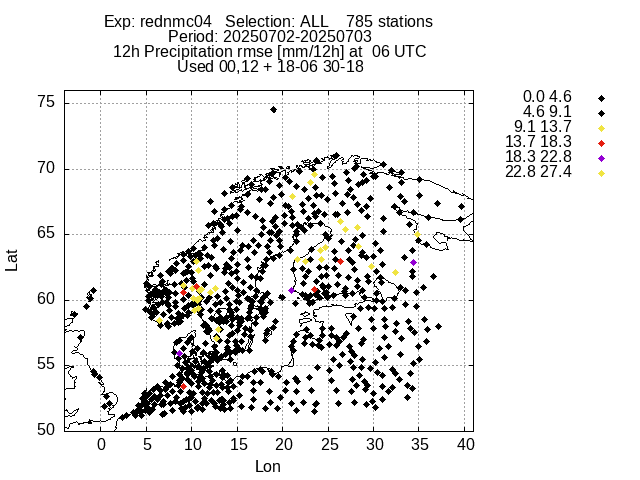 Exp: rednmc04   Selection: ALL    785 stations
Period: 20250702-20250703
12h Precipitation rmse [mm/12h] at  06 UTC
Used 00,12 + 18-06 30-18
0.0 4.6
4.6 9.1
9.1 13.7
13.7 18.3
18.3 22.8
22.8 27.4
75
70
65
60
55
50
Lat
0 5 10 15 20 25 30 35 40
Lon